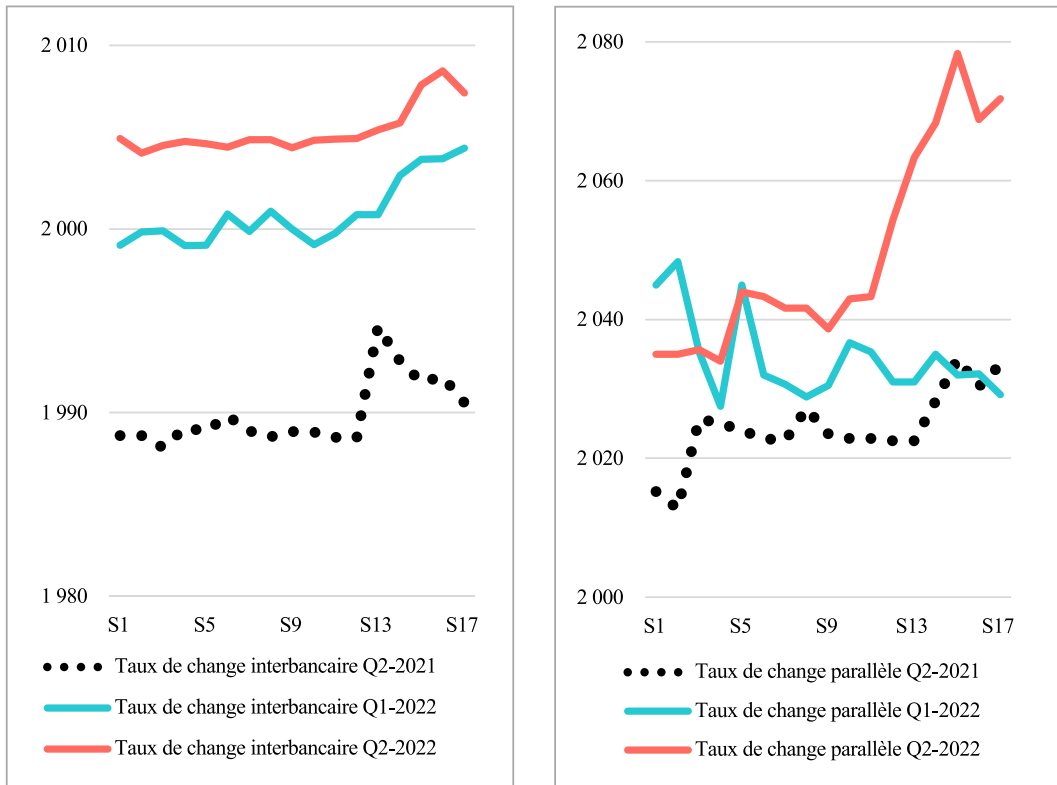 2 010
2 000
1 990
1 980
S1 S5 S9 S13 S17
Taux de change interbancaire Q2-2021
Taux de change interbancaire Q1-2022
Taux de change interbancaire Q2-2022
2 080
2 060
2 040
2 020
2 000
S1 S5 S9 S13 S17
Taux de change parallèle Q2-2021
Taux de change parallèle Q1-2022
Taux de change parallèle Q2-2022